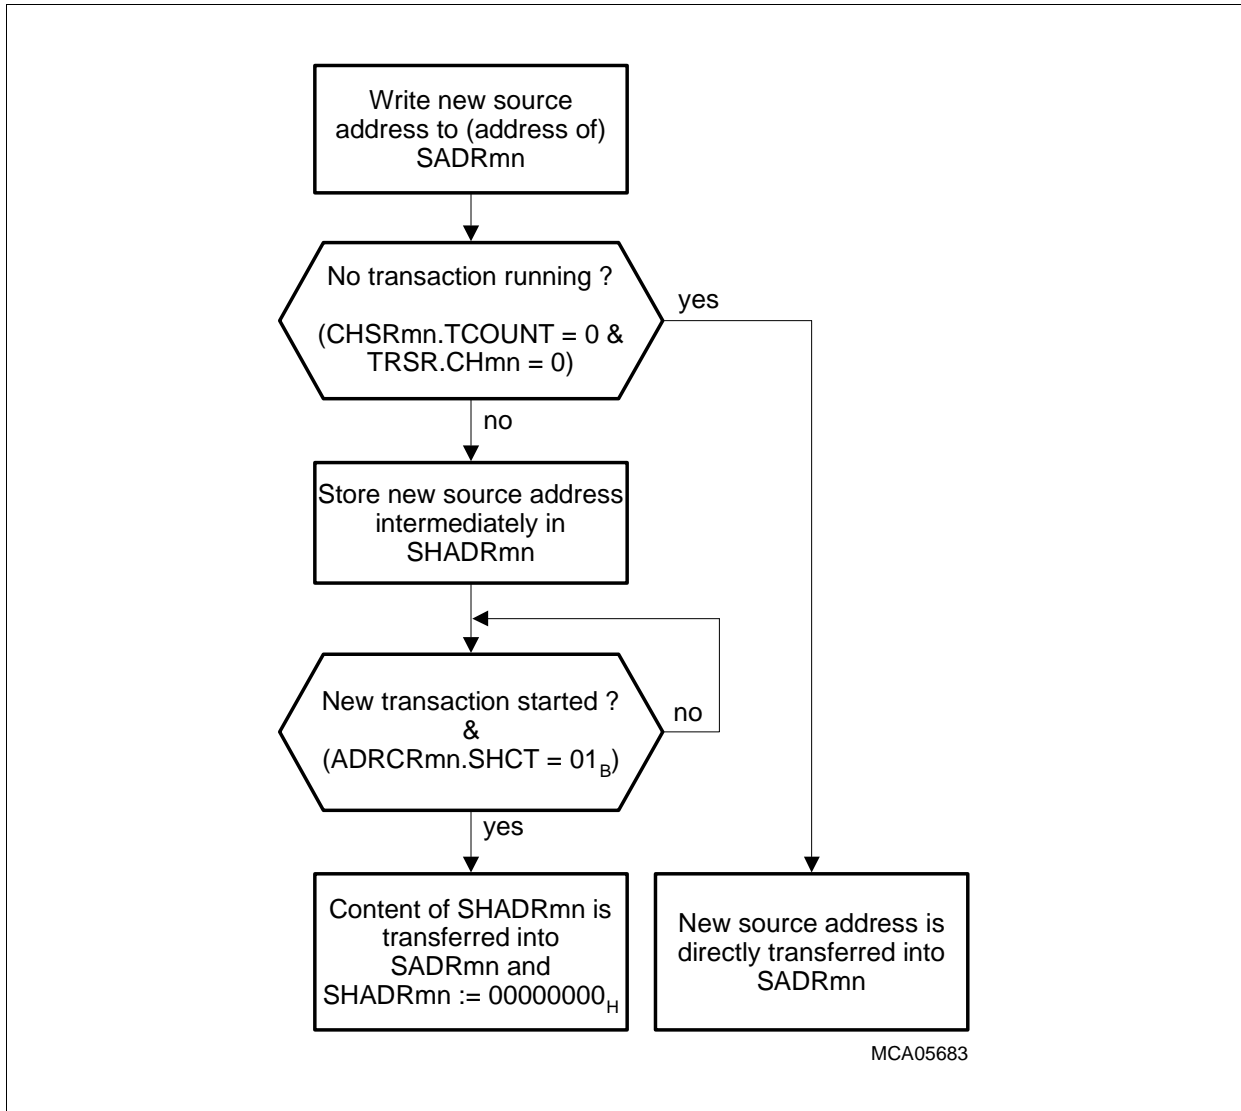 Write new source
address to (address of)
SADRmn
No transaction running ?
(CHSRmn.TCOUNT = 0 &
TRSR.CHmn = 0)
yes
no
Store new source address
intermediately in
SHADRmn
New transaction started ?
&
(ADRCRmn.SHCT = 01B)
no
yes
Content of SHADRmn is
transferred into
SADRmn and
SHADRmn := 00000000H
New source address is
directly transferred into
SADRmn
MCA05683